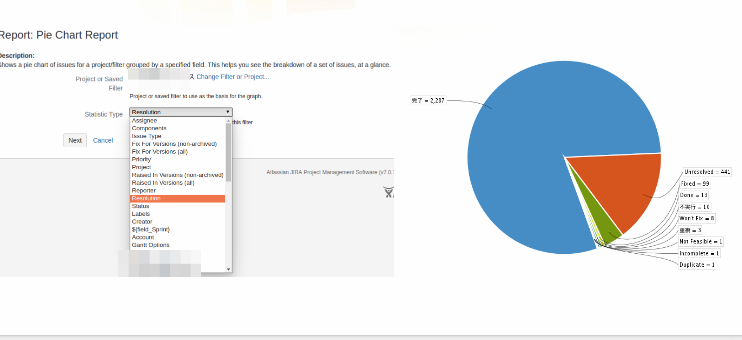 Report: Pie Chart Report
Description:
Shows a pie chart of issues for a project/filter grouped by a specified field. This helps you see the breakdown of a set of issues, at a glance.
Project or Saved
Filter
Change Filter or Project...
Project or saved filter to use as the basis for the graph.
Statistic Type
Resolution
this filter
Assignee
Components
Issue Type
Fix For Versions (non-archived)
Fix For Versions (all)
Priority
Project
Raised In Versions (non-archived)
Raised In Versions (all)
Reporter
Resolution
Status
Labels
Creator
${field_Sprint}
Account
Gantt Options
Next
Cancel
Atlassian JIRA Project Management Software (v7.0.
完了 = 2,287
Unresolved = 441
Fixed = 99
Done = 13
不実行 = 10
Won't Fix = 8
重複 = 3
Not Feasible = 1
Incomplete = 1
Duplicate = 1